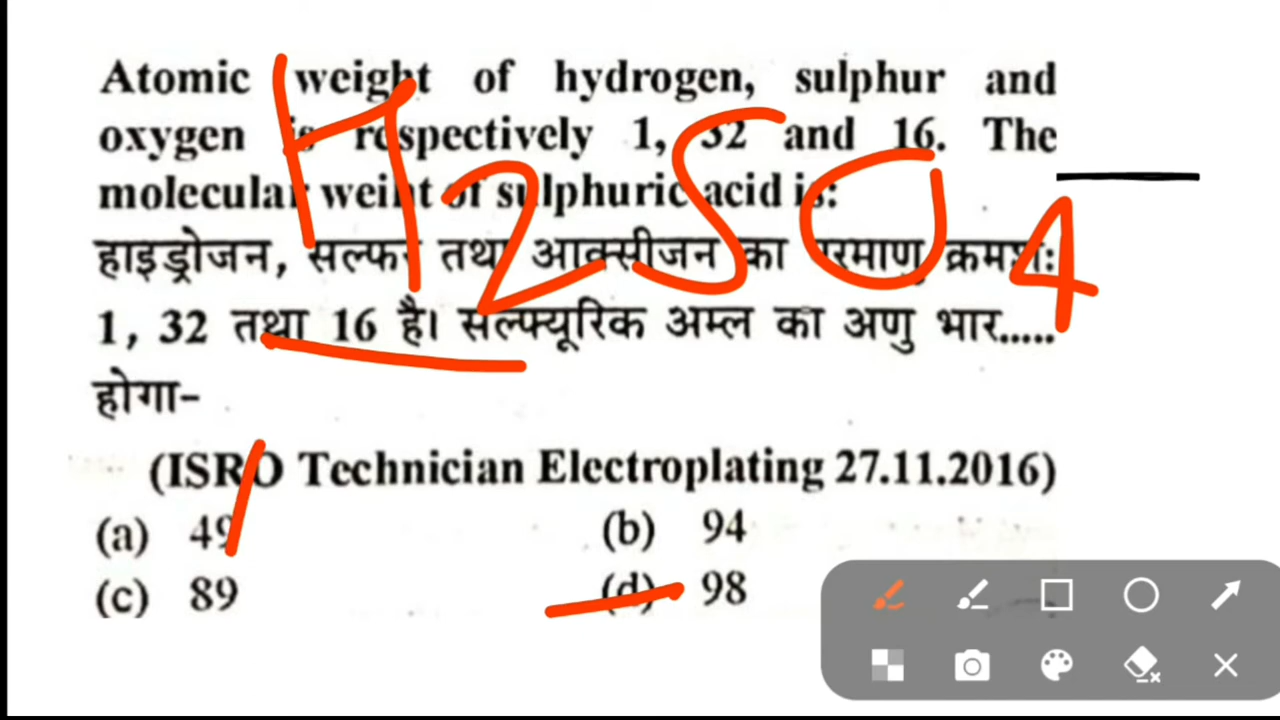 Atomic weight of hydrogen, sulphur and
oxygen is respectively 1, 32 and 16. The
molecular weiht of sulphuric acid is:
हाइड्रोजन, सल्फर तथा आक्सीजन का परमाणु क्रमशः
1, 32 तथा 16 है। सल्फ्यूरिक अम्ल का अणु भार.....
होगा-
(ISRO Technician Electroplating 27.11.2016)
(a) 49 (b) 94
(c) 89 (d) 98
H2SO4